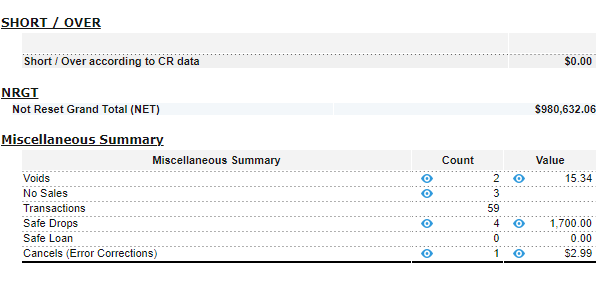 SHORT / OVER
Short / Over according to CR data $0.00
NRGT
Not Reset Grand Total (NET) $980,632.06
Miscellaneous Summary
Miscellaneous Summary Count Value
Voids 2 15.34
No Sales 3
Transactions 59
Safe Drops 4 1,700.00
Safe Loan 0 0.00
Cancels (Error Corrections) 1 $2.99